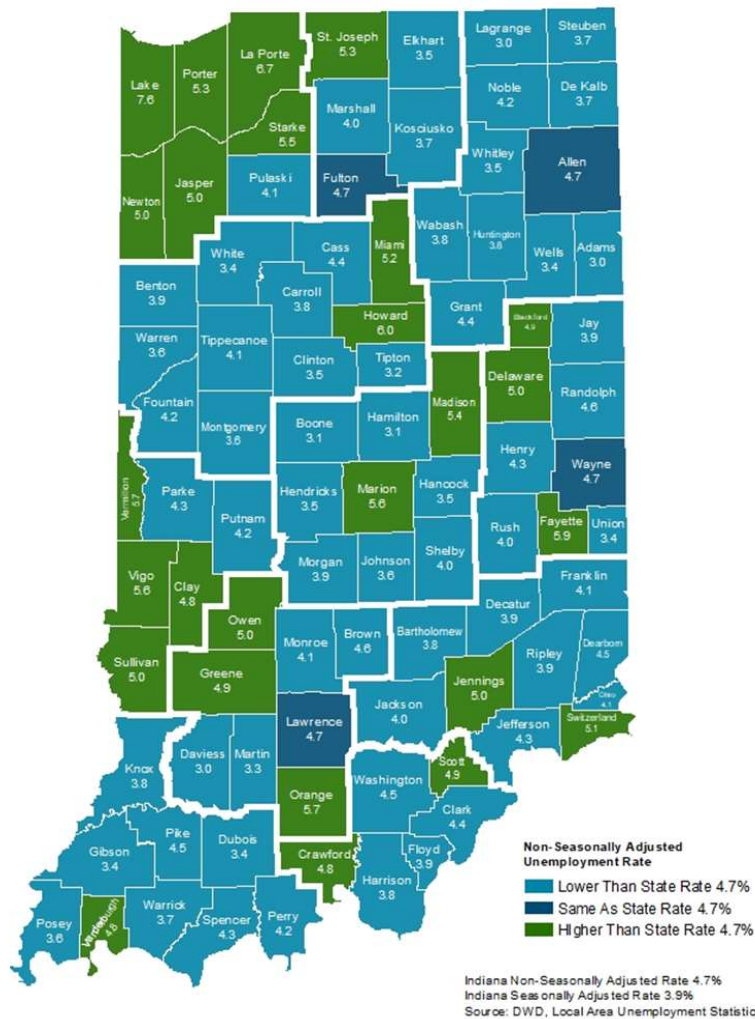 St. Joseph
5.3
Elkhart
3.5
Lagrange
3.0
Steuben
3.7
La Porte
6.7
Porter
5.3
Lake
7.6
Noble
4.2
De Kalb
3.7
Marshall
4.0
Kosciusko
3.7
Starke
5.5
Whitley
3.5
Allen
4.7
Newton
5.0
Jasper
5.0
Pulaski
4.1
Fulton
4.7
Wabash
3.8
Huntington
3.8
Wells
3.4
Adams
3.0
White
3.4
Cass
4.4
Miami
5.2
Benton
3.9
Carroll
3.8
Howard
6.0
Grant
4.4
Blackford
4.9
Jay
3.9
Warren
3.6
Tippecanoe
4.1
Clinton
3.5
Tipton
3.2
Delaware
5.0
Randolph
4.6
Fountain
4.2
Montgomery
3.6
Boone
3.1
Hamilton
3.1
Madison
5.4
Henry
4.3
Wayne
4.7
Vermilion
5.7
Parke
4.3
Putnam
4.2
Hendricks
3.5
Marion
5.6
Hancock
3.5
Rush
4.0
Fayette
5.9
Union
3.4
Morgan
3.9
Johnson
3.6
Shelby
4.0
Vigo
5.6
Clay
4.8
Franklin
4.1
Owen
5.0
Decatur
3.9
Monroe
4.1
Brown
4.6
Bartholomew
3.8
Ripley
3.9
Dearborn
4.5
Sullivan
5.0
Greene
4.9
Jennings
5.0
Ohio
4.1
Lawrence
4.7
Jackson
4.0
Jefferson
4.3
Switzerland
5.1
Knox
3.8
Daviess
3.0
Martin
3.3
Orange
5.7
Washington
4.5
Scott
4.9
Clark
4.4
Pike
4.5
Dubois
3.4
Gibson
3.4
Crawford
4.8
Floyd
3.9
Harrison
3.8
Posey
3.6
Vanderburgh
4.8
Warrick
3.7
Spencer
4.3
Perry
4.2
Non-Seasonally Adjusted
Unemployment Rate
Lower Than State Rate 4.7%
Same As State Rate 4.7%
Higher Than State Rate 4.7%
Indiana Non-Seasonally Adjusted Rate 4.7%
Indiana Seasonally Adjusted Rate 3.9%
Source: DWD, Local Area Unemployment Statistic